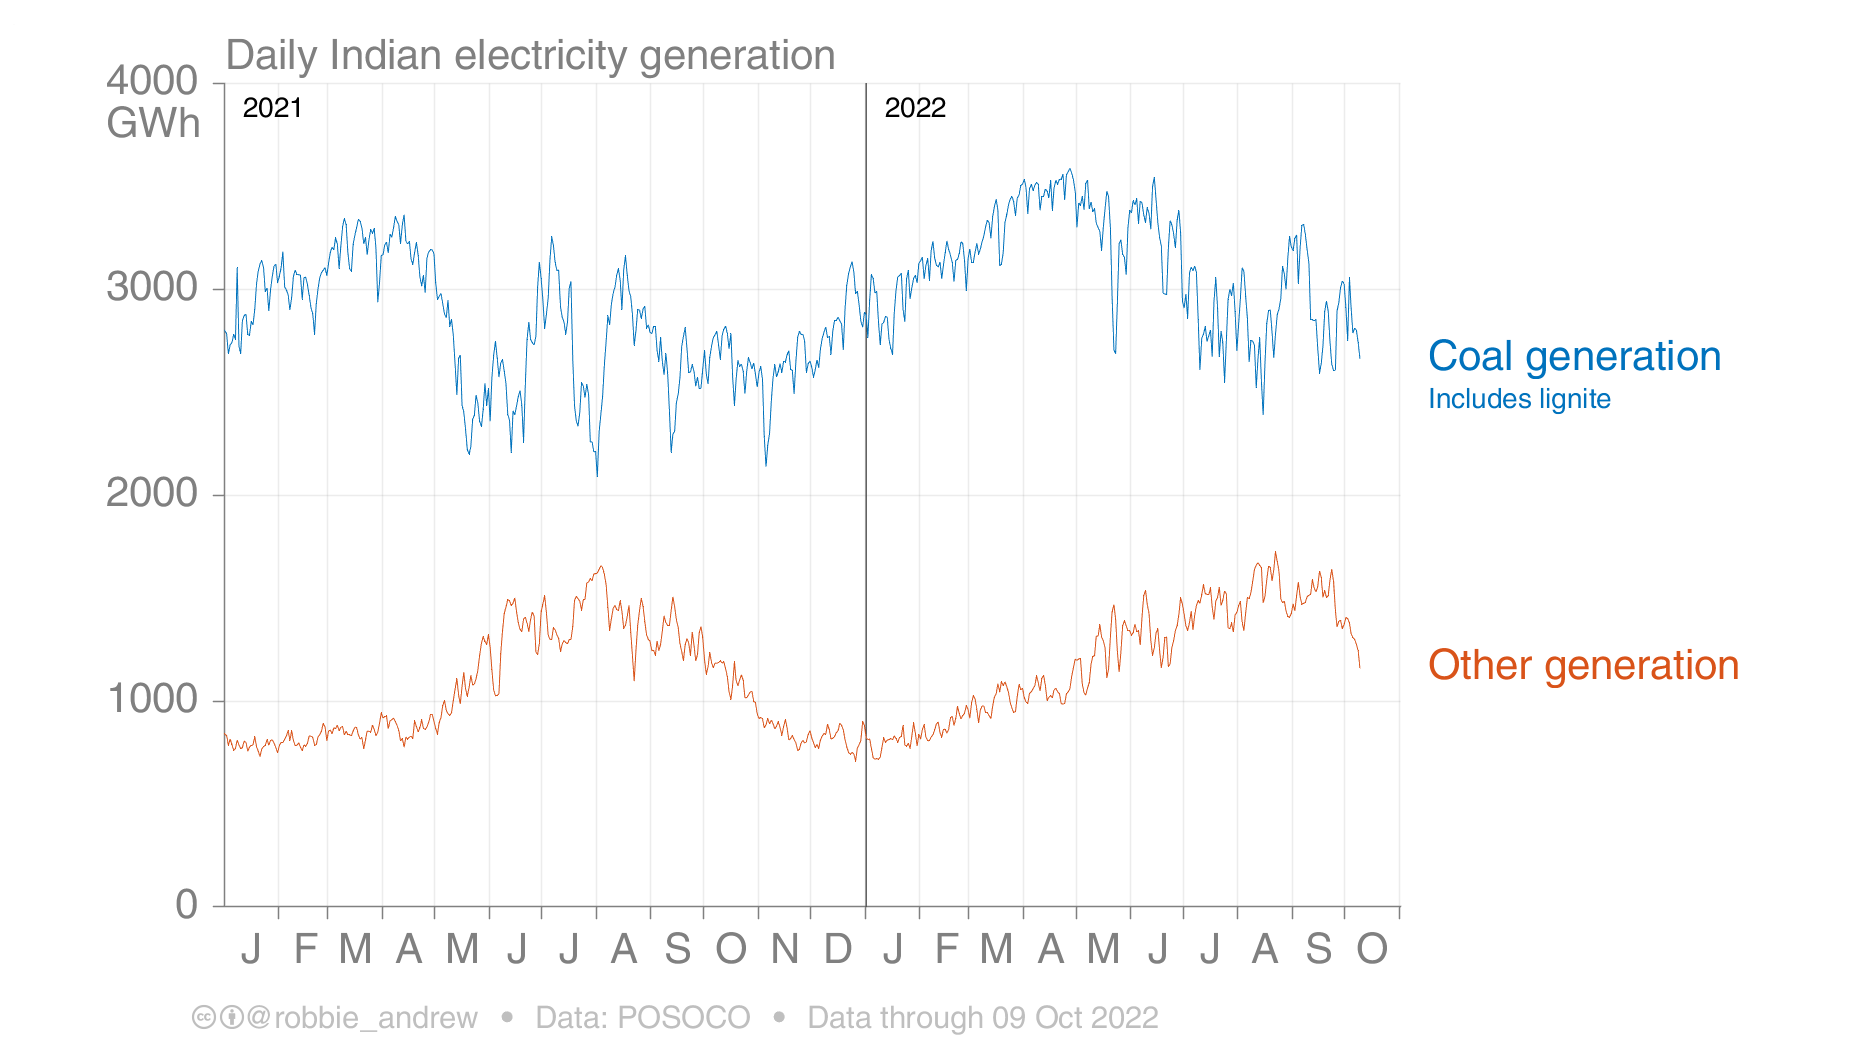 Daily Indian electricity generation
4000
GWh
2021
2022
3000
2000
1000
0
Coal generation
Includes lignite
Other generation
J F M A M J J A S O N D J F M A M J J A S O
cc @robbie_andrew • Data: POSOCO • Data through 09 Oct 2022